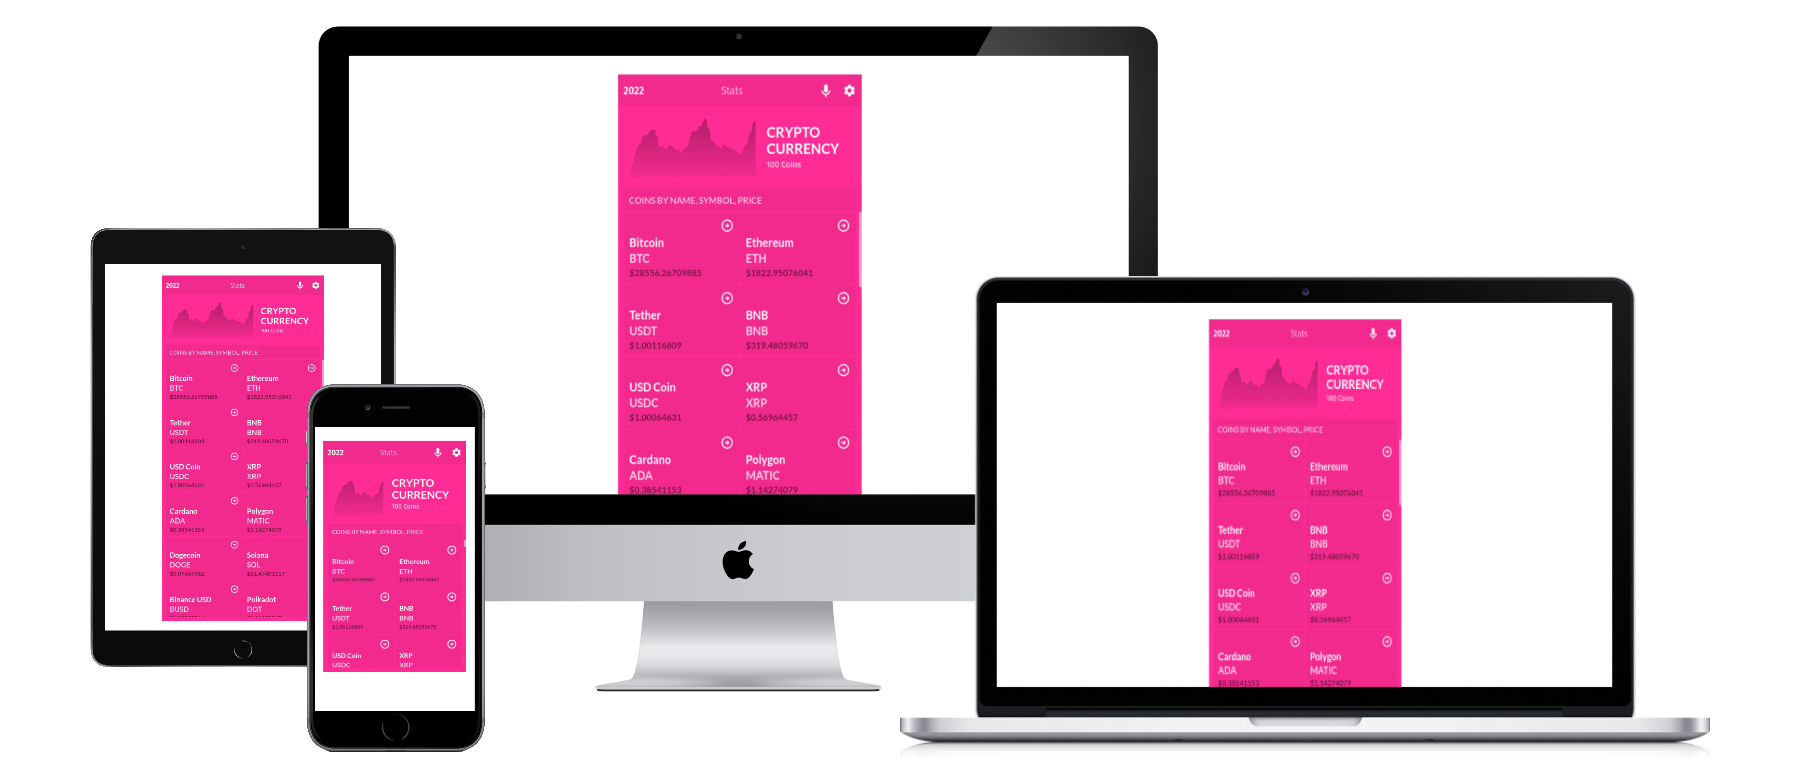 2022 Stats
CRYPTO
CURRENCY
100 Coins
COINS BY NAME, SYMBOL, PRICE
Bitcoin Ethereum
BTC ETH
$28556.26709885 $1822.95076041
Tether BNB
USDT BNB
$1.00116809 $319.48059670
USD Coin XRP
USDC XRP
$1.00064631 $0.56964457
Cardano Polygon
ADA MATIC
$0.38541153 $1.14274079
2022 Stats
CRYPTO
CURRENCY
100 Coins
COINS BY NAME, SYMBOL, PRICE
Bitcoin Ethereum
BTC ETH
$28556.26709885 $1822.95076041
Tether BNB
USDT BNB
$1.00116809 $319.48059670
USD Coin XRP
USDC XRP
$1.00064631 $0.56964457
Cardano Polygon
ADA MATIC
$0.38541153 $1.14274079
Dogecoin Solana
DOGE SOL
$0.07667962 $21.47401117
Binance USD Polkadot
BUSD DOT
2022 Stats
CRYPTO
CURRENCY
100 Coins
COINS BY NAME, SYMBOL, PRICE
Bitcoin Ethereum
BTC ETH
$28556.26709885 $1822.95076041
Tether BNB
USDT BNB
$1.00116809 $319.48059670
USD Coin XRP
USDC XRP
2022 Stats
CRYPTO
CURRENCY
100 Coins
COINS BY NAME, SYMBOL, PRICE
Bitcoin Ethereum
BTC ETH
$28556.26709885 $1822.95076041
Tether BNB
USDT BNB
$1.00116809 $319.48059670
USD Coin XRP
USDC XRP
$1.00064631 $0.56964457
Cardano Polygon
ADA MATIC
$0.38541153 $1.14274079